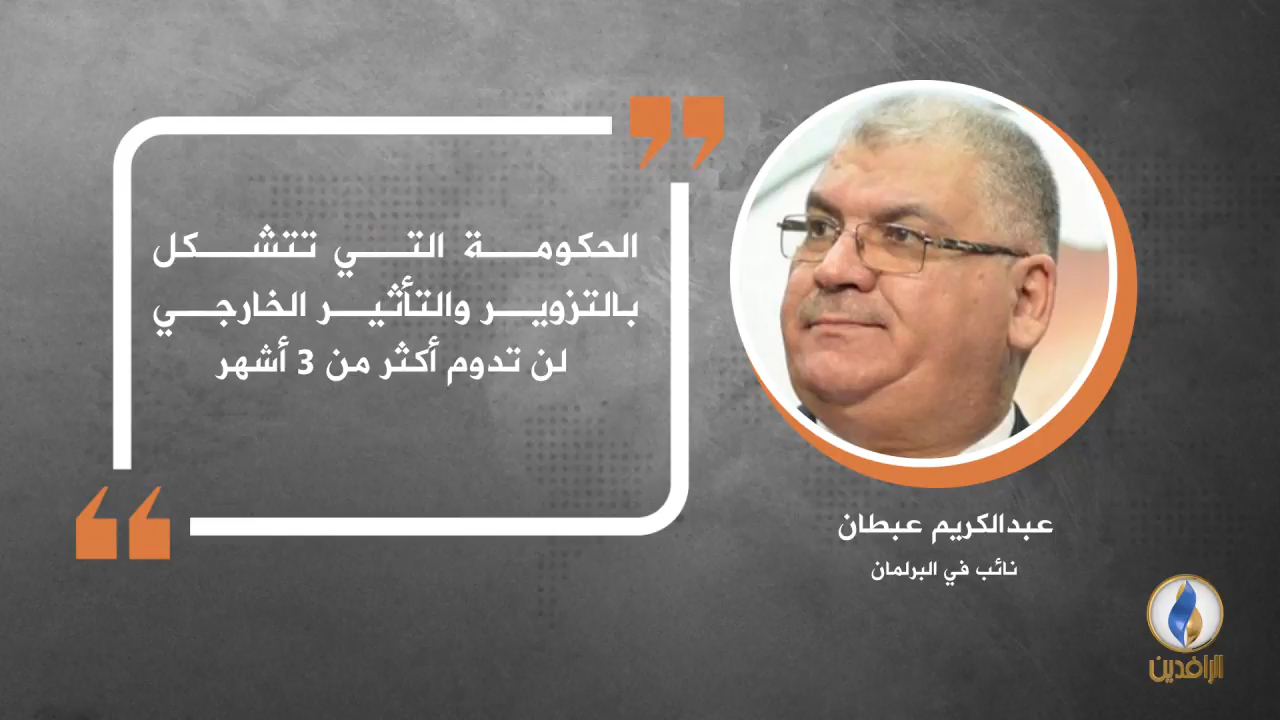 الحكومة التي تتشكل
بالتزوير والتأثير الخارجي
لن تدوم أكثر من 3 أشهر
عبدالكريم عبطان
نائب في البرلمان
الرافدين